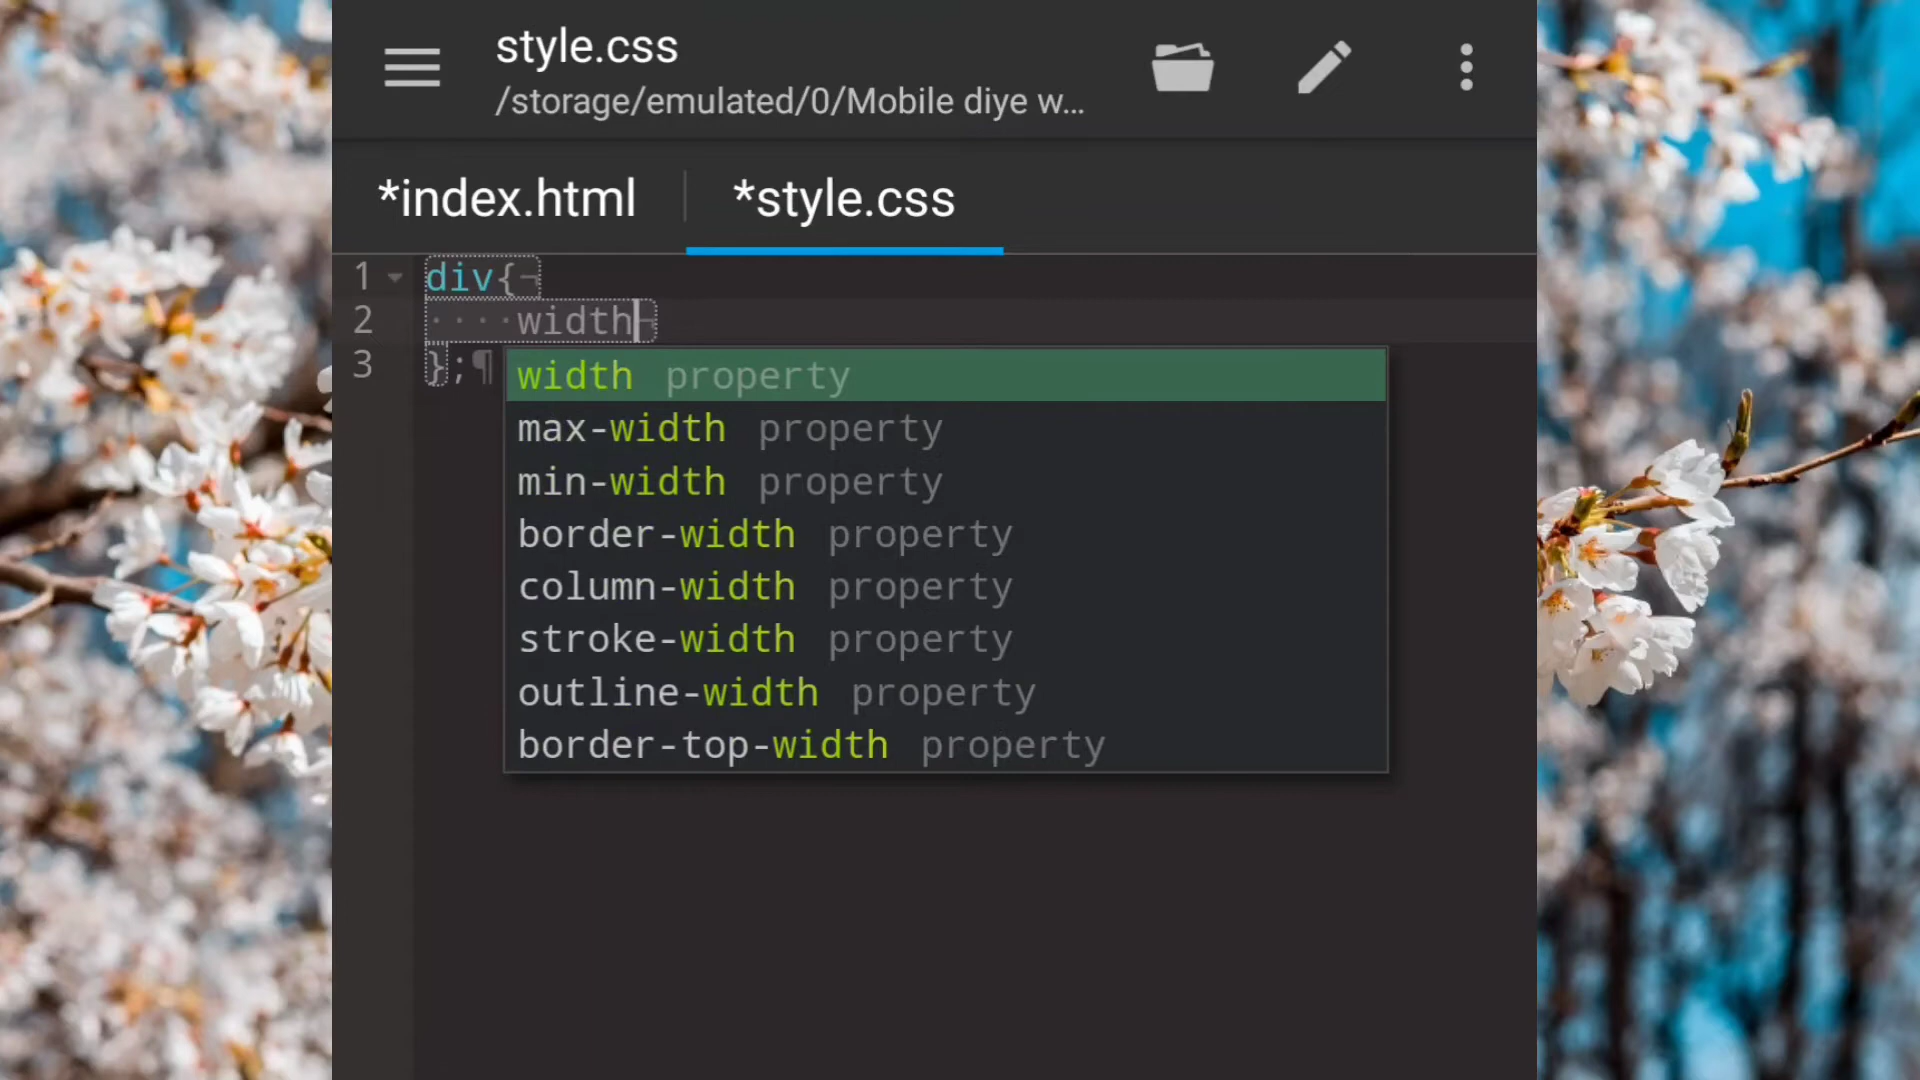 style.css
/storage/emulated/0/Mobile diye w...
*index.html
*style.css
1 div{¬
2 ····width¬
3 };¶
width property
max-width property
min-width property
border-width property
column-width property
stroke-width property
outline-width property
border-top-width property